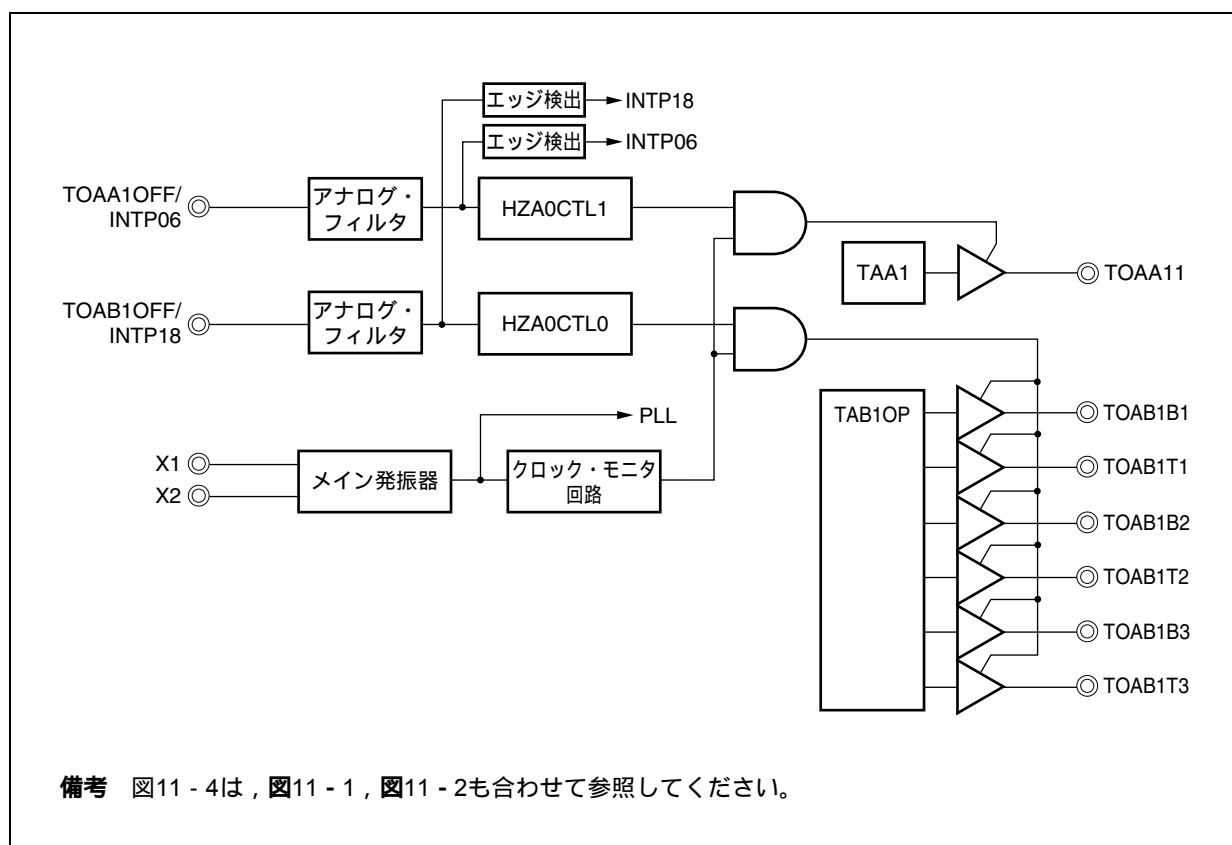 エッジ検出
INTP18
エッジ検出
INTP06
TOAA1OFF/
INTP06
アナログ・
フィルタ
HZA0CTL1
TAA1
TOAA11
TOAB1OFF/
INTP18
アナログ・
フィルタ
HZA0CTL0
TAB1OP
TOAB1B1
PLL
X1
X2
メイン発振器
クロック・モニタ
回路
TOAB1T1
TOAB1B2
TOAB1T2
TOAB1B3
TOAB1T3
備考 図11 - 4は，図11 - 1，図11 - 2も合わせて参照してください。